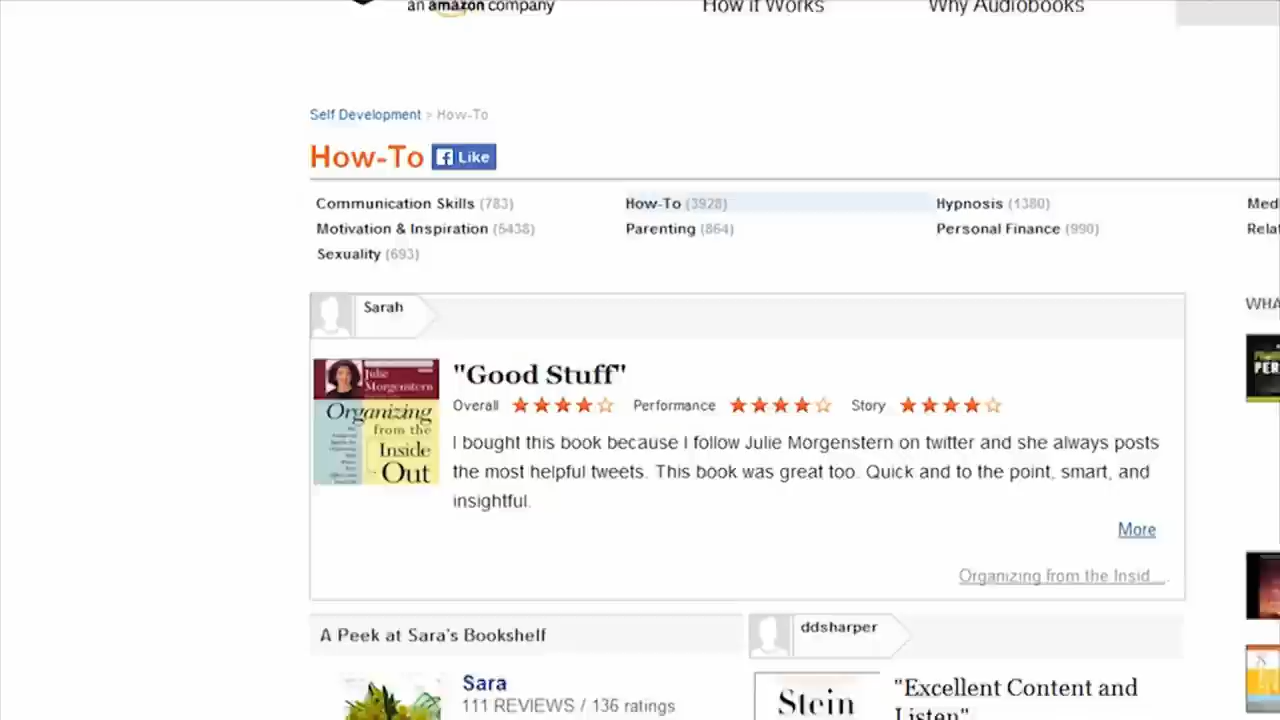 an amazon company
How it Works
Why Audiobooks
Self Development > How-To
How-To
Like
Communication Skills (783)
How-To (3928)
Hypnosis (1380)
Med
Motivation & Inspiration (5438)
Parenting (864)
Personal Finance (990)
Rela
Sexuality (693)
Sarah
WHA
Julie
Morgenstern
Organizing
from the
Inside
Out
PER
"Good Stuff"
Overall
Performance
Story
I bought this book because I follow Julie Morgenstern on twitter and she always posts
the most helpful tweets. This book was great too. Quick and to the point, smart, and
insightful.
More
Organizing from the Insid...
A Peek at Sara's Bookshelf
ddsharper
Sara
111 REVIEWS / 136 ratings
Stein
"Excellent Content and
Listen"